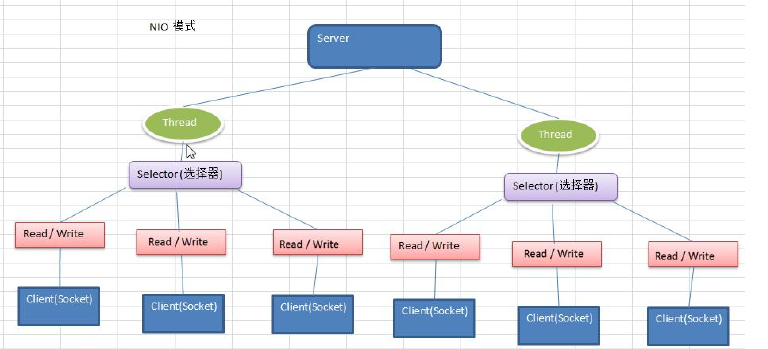 NIO 模式
Server
Thread
Thread
Selector(选择器)
Selector(选择器)
Read / Write
Read / Write
Read / Write
Read / Write
Read / Write
Read / Write
Client(Socket)
Client(Socket)
Client(Socket)
Client(Socket)
Client(Socket)
Client(Socket)